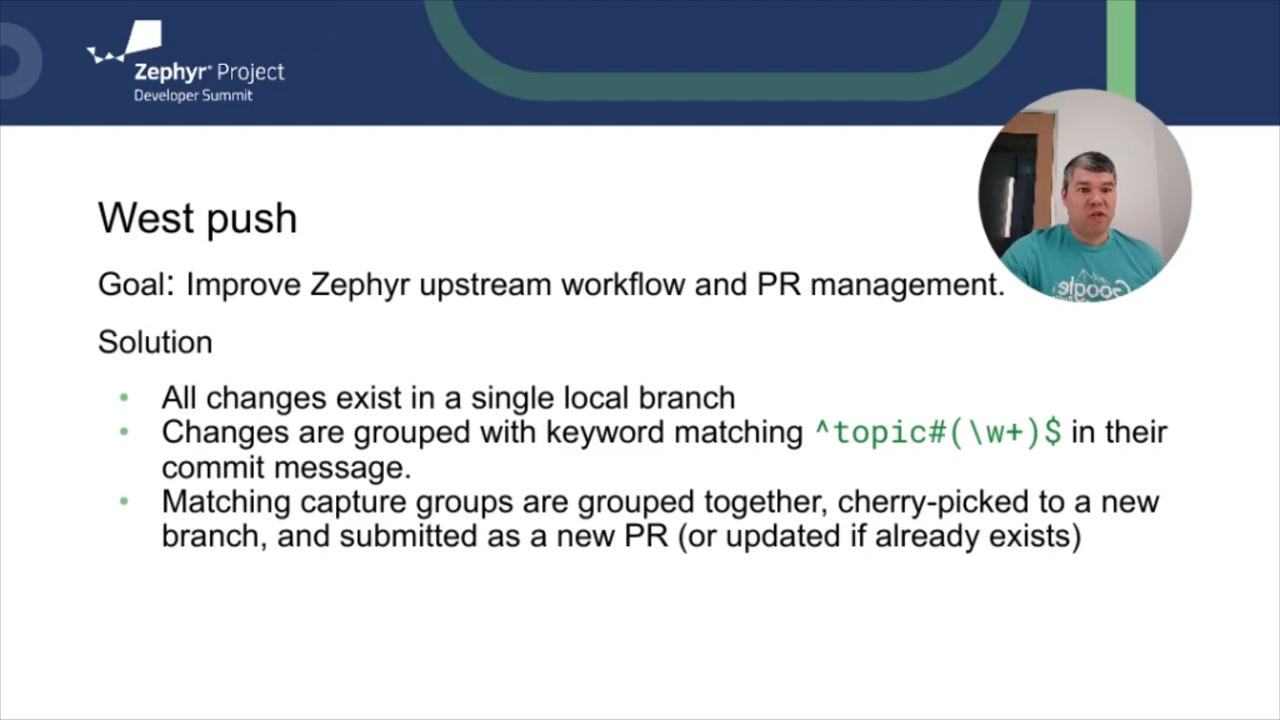 Zephyr® Project
Developer Summit
West push
Goal: Improve Zephyr upstream workflow and PR management.
Google
Solution
• All changes exist in a single local branch
• Changes are grouped with keyword matching ^topic#(\w+)$ in their
commit message.
• Matching capture groups are grouped together, cherry-picked to a new
branch, and submitted as a new PR (or updated if already exists)